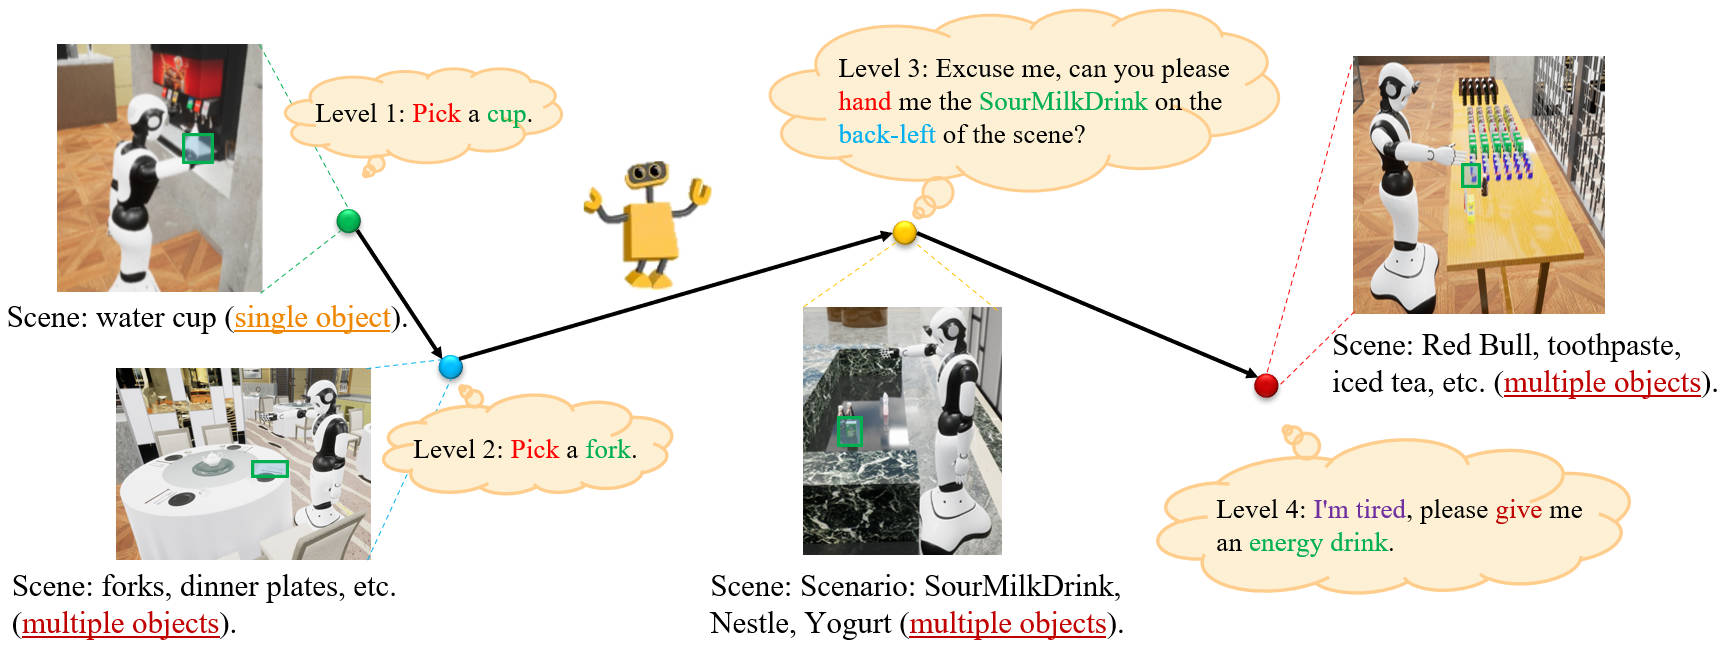 Level 1: Pick a cup.
Scene: water cup (single object).
Level 2: Pick a fork.
Scene: forks, dinner plates, etc.
(multiple objects).
Level 3: Excuse me, can you please
hand me the SourMilkDrink on the
back-left of the scene?
Scene: Scenario: SourMilkDrink,
Nestle, Yogurt (multiple objects).
Scene: Red Bull, toothpaste,
iced tea, etc. (multiple objects).
Level 4: I'm tired, please give me
an energy drink.